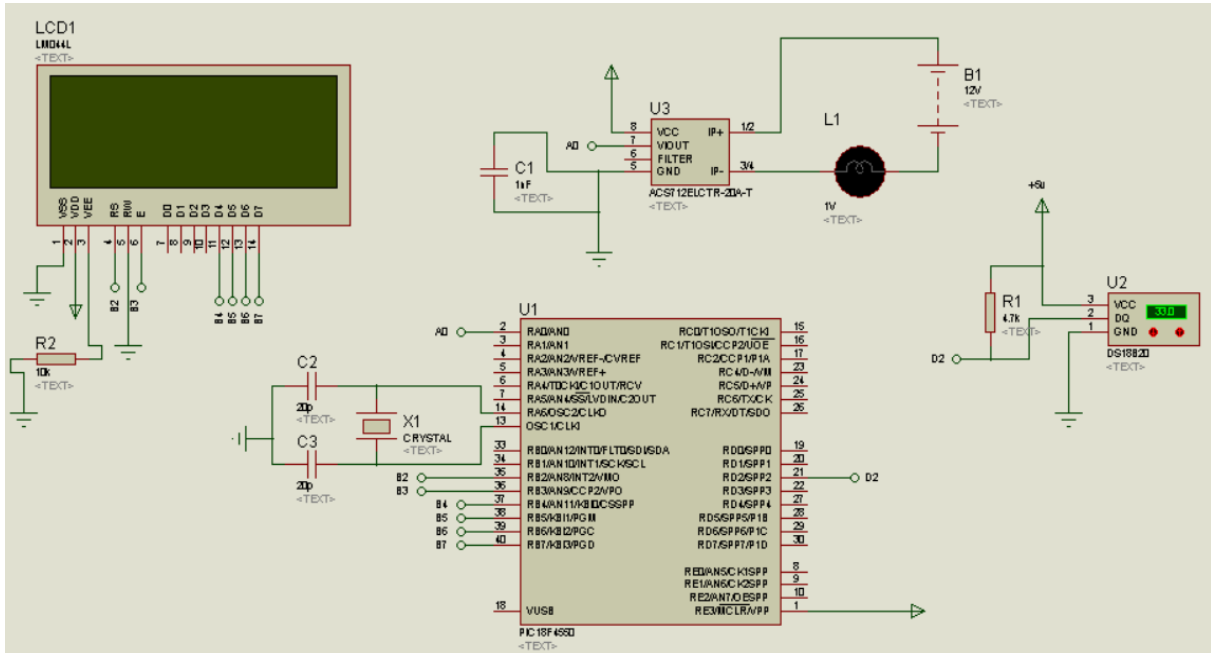 LCD1
LM044L
<TEXT>
VSS
VDD
VEE
RS
RW
E
D0
D1
D2
D3
D4
D5
D6
D7
1
2
3
4
5
6
7
8
9
10
11
12
13
14
B2
B3
B4
B5
B6
B7
R2
10k
<TEXT>
C1
1nF
<TEXT>
A0
U3
8 VCC IP+ 1/2
7 VIOUT
6 FILTER
5 GND IP- 3/4
ACS712ELCTR-20A-T
<TEXT>
L1
1V
<TEXT>
B1
12V
<TEXT>
+5v
R1
4.7k
<TEXT>
D2
U2
3 VCC
2 DQ
1 GND
33.0
DS18B20
<TEXT>
C2
20p
<TEXT>
C3
20p
<TEXT>
X1
CRYSTAL
<TEXT>
U1
A0 2 RA0/AN0 RC0/T1OSO/T1CKI 15
3 RA1/AN1 RC1/T1OSI/CCP2/UOE 16
4 RA2/AN2/VREF-/CVREF RC2/CCP1/P1A 17
5 RA3/AN3/VREF+ RC4/D-/VM 23
6 RA4/T0CKI/C1OUT/RCV RC5/D+/VP 24
7 RA5/AN4/SS/LVDIN/C2OUT RC6/TX/CK 25
14 RA6/OSC2/CLKO RC7/RX/DT/SDO 26
13 OSC1/CLKI
33 RB0/AN12/INT0/FLT0/SDI/SDA RD0/SPP0 19
34 RB1/AN10/INT1/SCK/SCL RD1/SPP1 20
B2 35 RB2/AN8/INT2/VMO RD2/SPP2 21 D2
B3 36 RB3/AN9/CCP2/VPO RD3/SPP3 22
B4 37 RB4/AN11/KBI0/CSSPP RD4/SPP4 27
B5 38 RB5/KBI1/PGM RD5/SPP5/P1B 28
B6 39 RB6/KBI2/PGC RD6/SPP6/P1C 29
B7 40 RB7/KBI3/PGD RD7/SPP7/P1D 30
RE0/AN5/CK1SPP 8
RE1/AN6/CK2SPP 9
RE2/AN7/OESPP 10
18 VUSB RE3/MCLR/VPP 1
PIC18F4550
<TEXT>